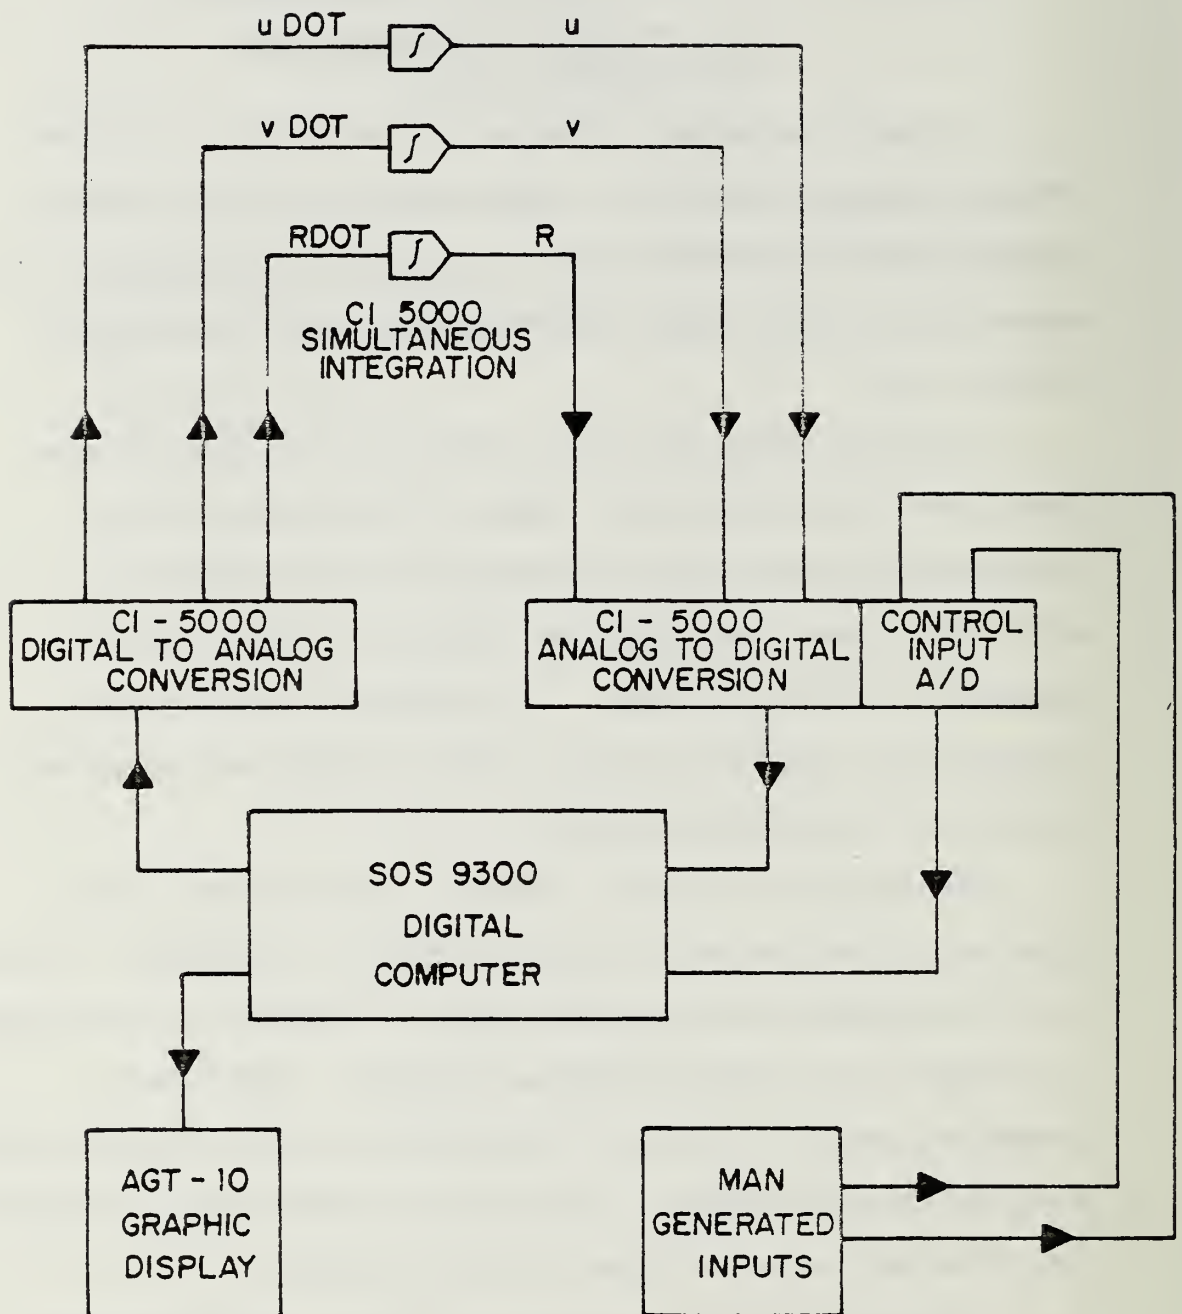 u DOT
u
v DOT
v
RDOT
R
CI 5000
SIMULTANEOUS
INTEGRATION
CI - 5000
DIGITAL TO ANALOG
CONVERSION
CI - 5000
ANALOG TO DIGITAL
CONVERSION
CONTROL
INPUT
A/D
SDS 9300
DIGITAL
COMPUTER
AGT - 10
GRAPHIC
DISPLAY
MAN
GENERATED
INPUTS